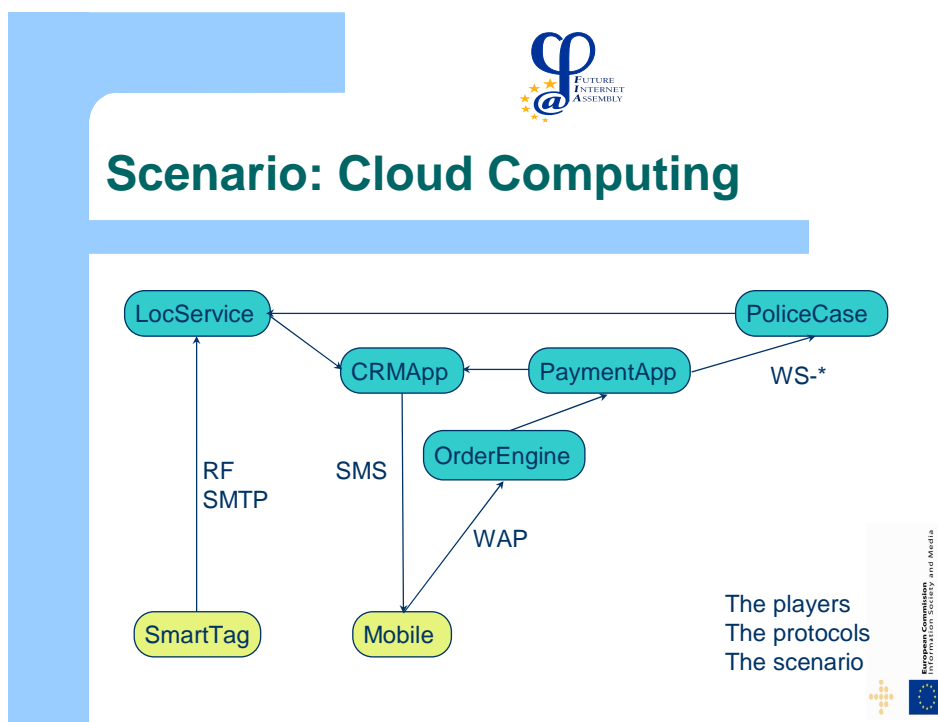 FUTURE
INTERNET
ASSEMBLY
@
Scenario: Cloud Computing
LocService
PoliceCase
CRMApp
PaymentApp
WS-*
OrderEngine
RF
SMTP
SMS
WAP
SmartTag
Mobile
The players
The protocols
The scenario
European Commission
Information Society and Media